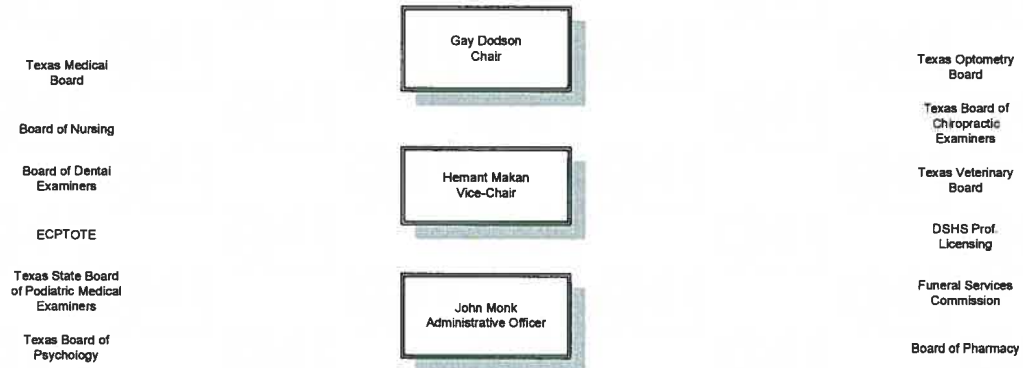 Texas Medical
Board
Board of Nursing
Board of Dental
Examiners
ECPTOTE
Texas State Board
of Podiatric Medical
Examiners
Texas Board of
Psychology
Gay Dodson
Chair
Hemant Makan
Vice-Chair
John Monk
Administrative Officer
Texas Optometry
Board
Texas Board of
Chiropractic
Examiners
Texas Veterinary
Board
DSHS Prof.
Licensing
Funeral Services
Commission
Board of Pharmacy